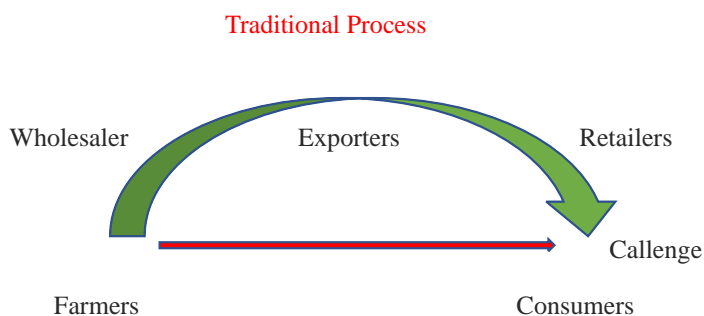 Traditional Process
Wholesaler Exporters Retailers
Callenge
Farmers Consumers